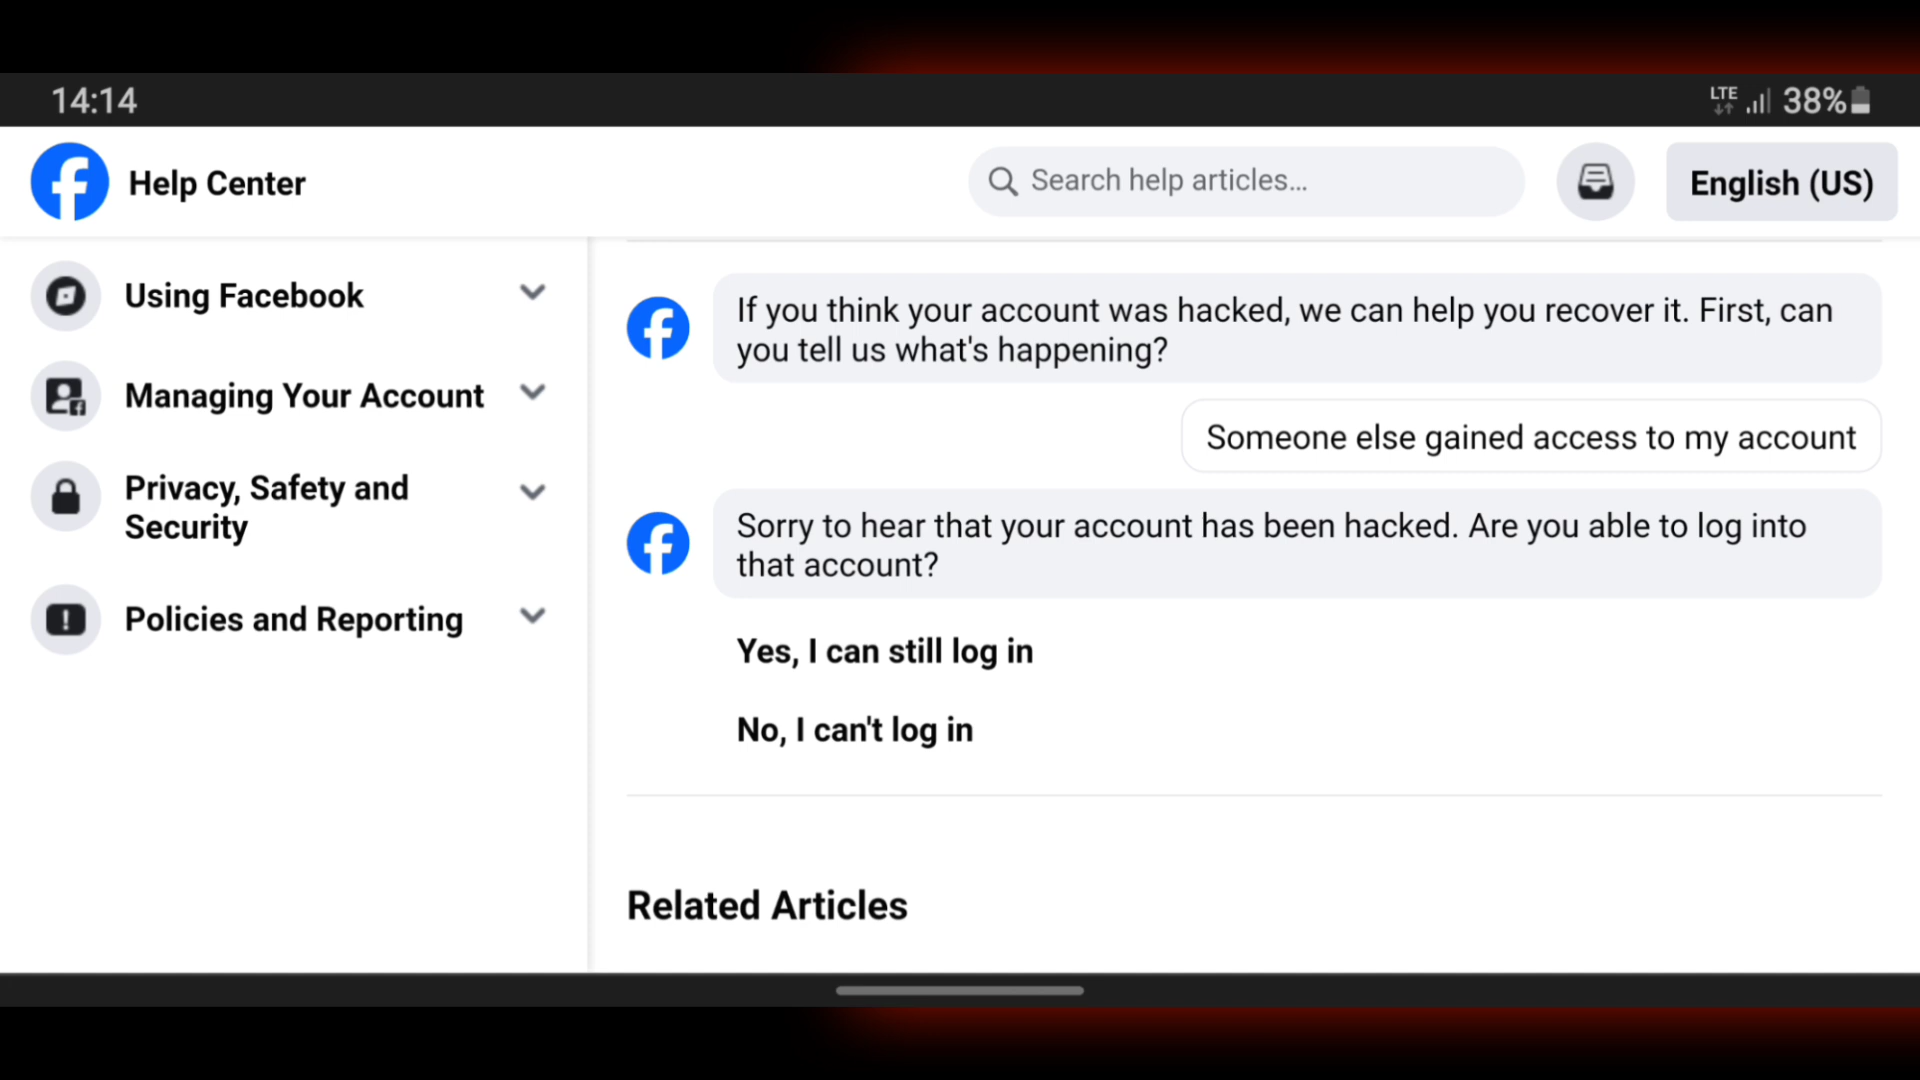 14:14
LTE 38%
Help Center
Search help articles...
English (US)
Using Facebook
Managing Your Account
Privacy, Safety and
Security
Policies and Reporting
If you think your account was hacked, we can help you recover it. First, can
you tell us what's happening?
Someone else gained access to my account
Sorry to hear that your account has been hacked. Are you able to log into
that account?
Yes, I can still log in
No, I can't log in
Related Articles